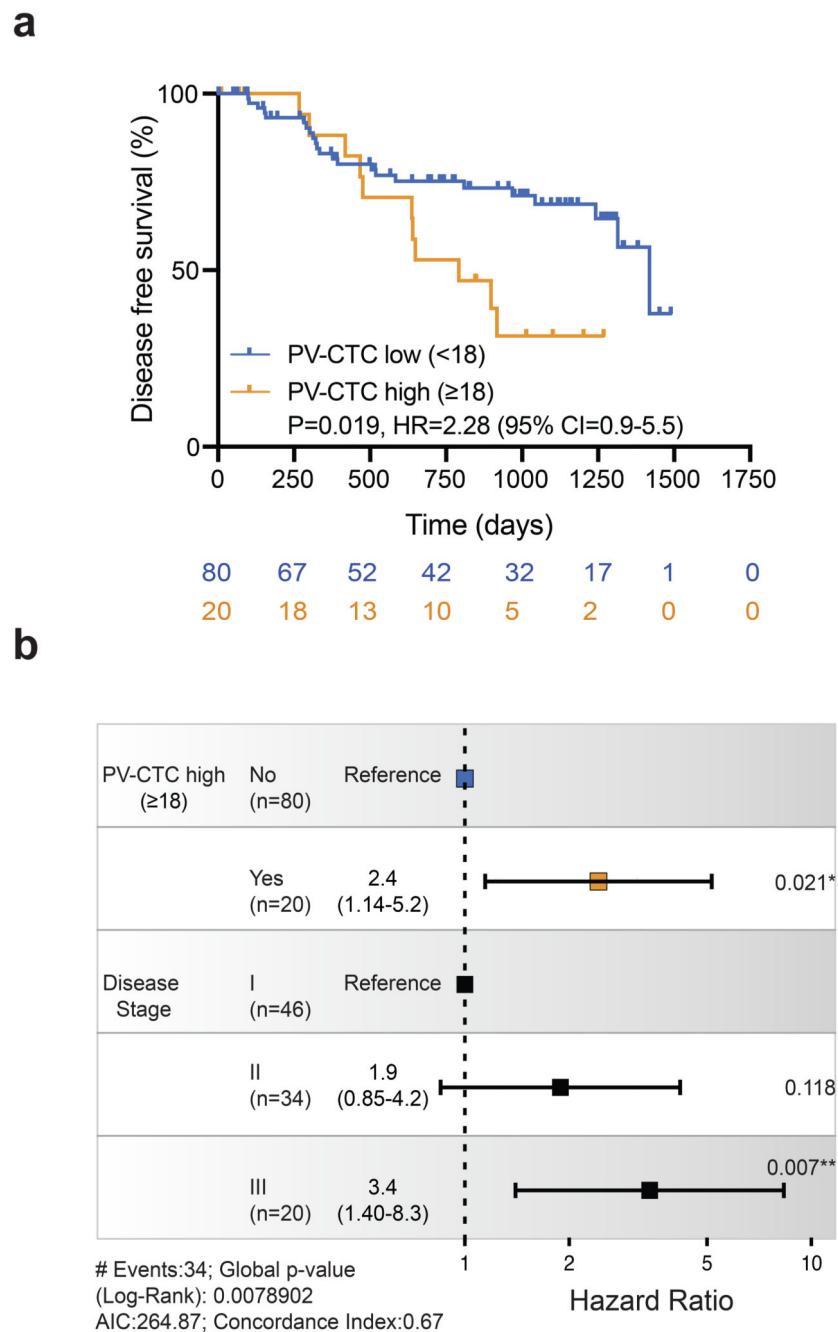 a
Disease free survival (%)
100
50
0
PV-CTC low (<18)
PV-CTC high (≥18)
P=0.019, HR=2.28 (95% CI=0.9-5.5)
0 250 500 750 1000 1250 1500 1750
Time (days)
80 67 52 42 32 17 1 0
20 18 13 10 5 2 0 0
b
PV-CTC high No Reference
(≥18) (n=80)
Yes 2.4 0.021*
(n=20) (1.14-5.2)
Disease I Reference
Stage (n=46)
II 1.9 0.118
(n=34) (0.85-4.2)
0.007**
III 3.4
(n=20) (1.40-8.3)
1 2 5 10
Hazard Ratio
# Events:34; Global p-value
(Log-Rank): 0.0078902
AIC:264.87; Concordance Index:0.67